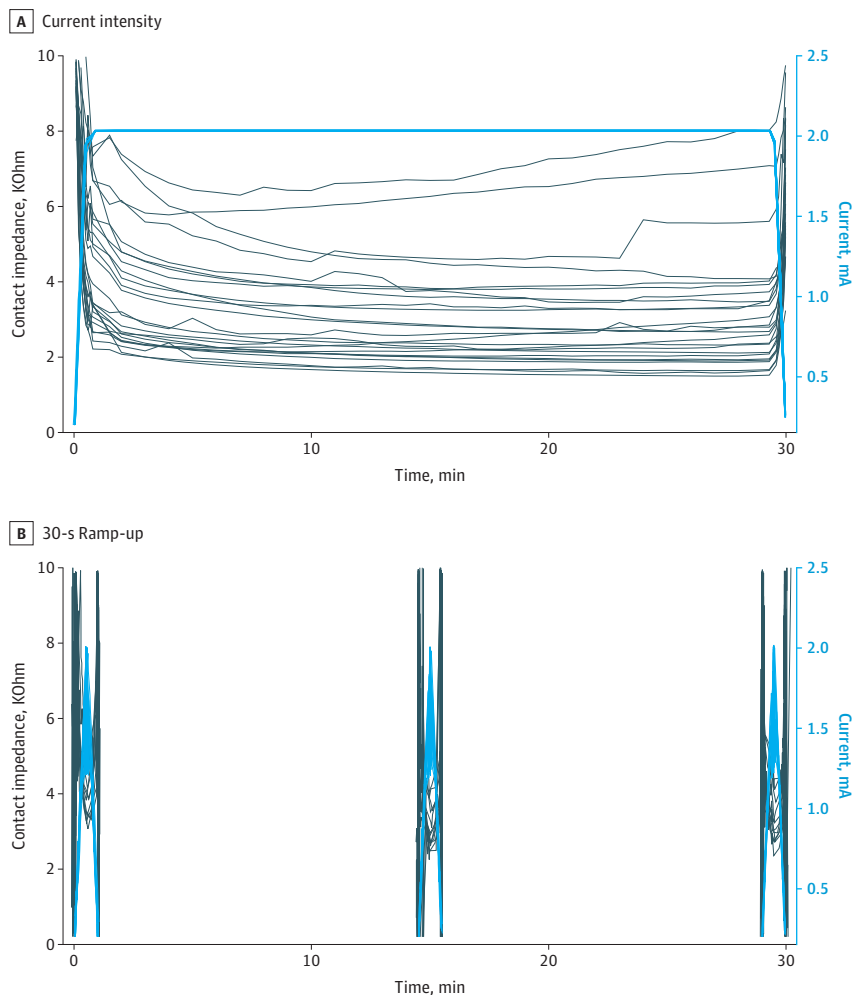 A Current intensity
10
8
6
4
2
0
Contact impedance, KOhm
2.5
2.0
1.5
1.0
0.5
Current, mA
0 10 20 30
Time, min
B 30-s Ramp-up
10
8
6
4
2
0
Contact impedance, KOhm
2.5
2.0
1.5
1.0
0.5
Current, mA
0 10 20 30
Time, min